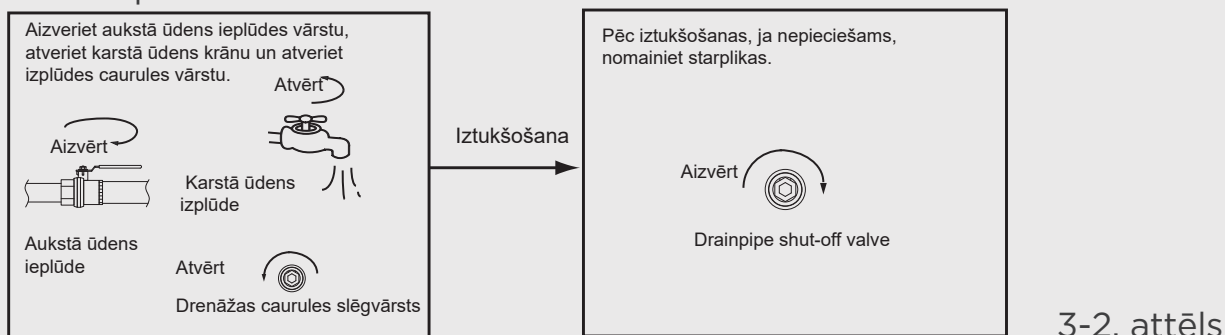 Aizveriet aukstā ūdens ieplūdes vārstu,
atveriet karstā ūdens krānu un atveriet
izplūdes caurules vārstu.
Atvērt
Aizvērt
Karstā ūdens
izplūde
Aukstā ūdens
ieplūde
Atvērt
Drenāžas caurules slēgvārsts
Iztukšošana
Pēc iztukšošanas, ja nepieciešams,
nomainiet starplikas.
Aizvērt
Drainpipe shut-off valve
3-2. attēls